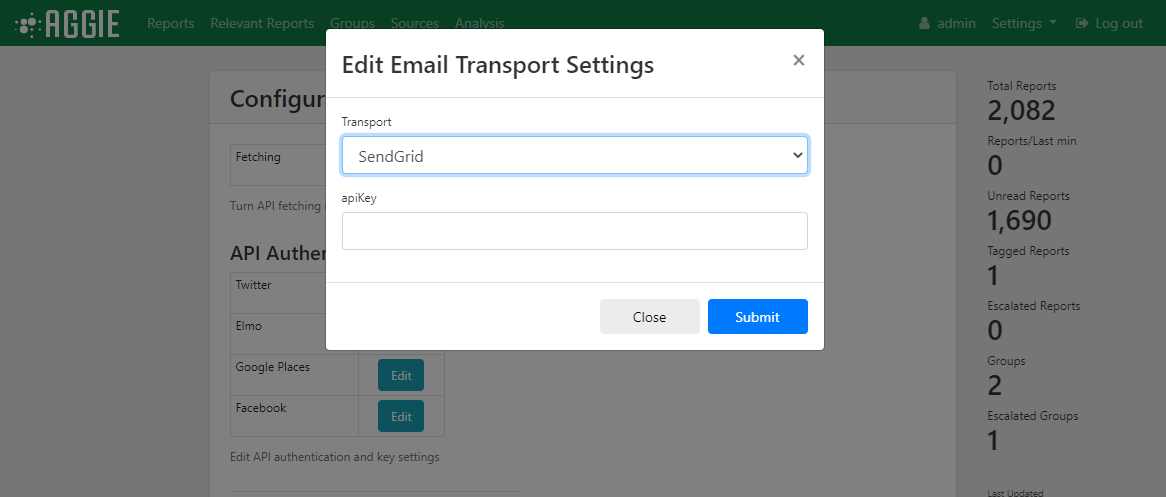 AGGIE Reports Relevant Reports Groups Sources Analysis admin Settings Log out
Edit Email Transport Settings ×
Transport
SendGrid
apiKey
Close Submit
Configura
Fetching
Turn API fetching
API Authen
Twitter
Elmo
Google Places Edit
Facebook Edit
Edit API authentication and key settings
Total Reports
2,082
Reports/Last min
0
Unread Reports
1,690
Tagged Reports
1
Escalated Reports
0
Groups
2
Escalated Groups
1
Last Updated